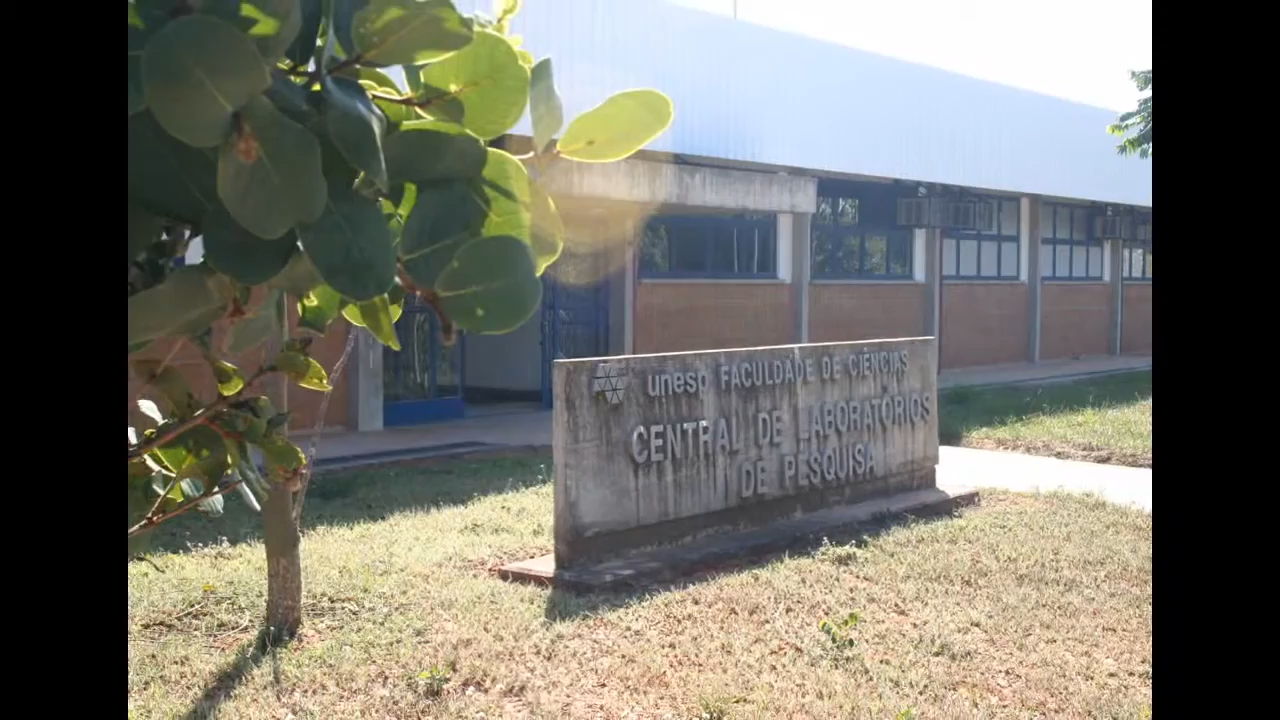 unesp FACULDADE DE CIÊNCIAS
CENTRAL DE LABORATÓRIOS
DE PESQUISA